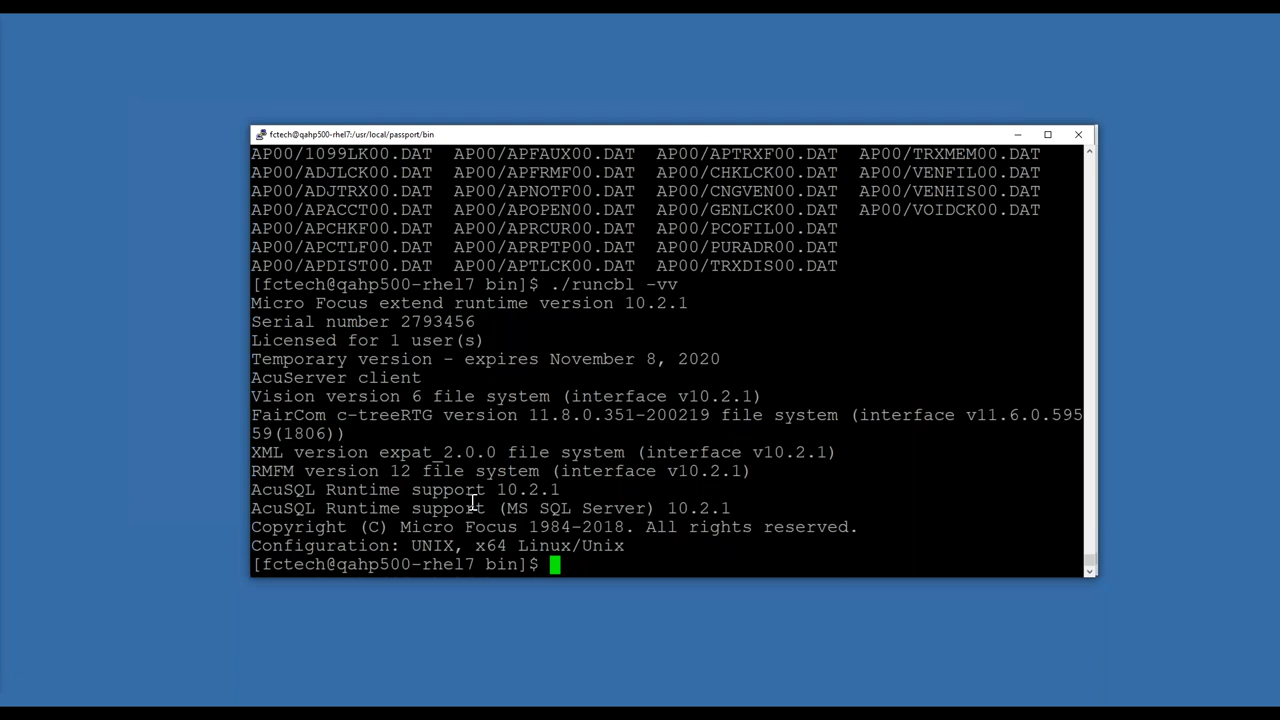 fctech@qahp500-rhel7:/usr/local/passport/bin
AP00/1099LK00.DAT  AP00/APFAUX00.DAT  AP00/APTRXF00.DAT  AP00/TRXMEM00.DAT
AP00/ADJLCK00.DAT  AP00/APFRMF00.DAT  AP00/CHKLCK00.DAT  AP00/VENFIL00.DAT
AP00/ADJTRX00.DAT  AP00/APNOTF00.DAT  AP00/CNGVEN00.DAT  AP00/VENHIS00.DAT
AP00/APACCT00.DAT  AP00/APOPEN00.DAT  AP00/GENLCK00.DAT  AP00/VOIDCK00.DAT
AP00/APCHKF00.DAT  AP00/APRCUR00.DAT  AP00/PCOFIL00.DAT
AP00/APCTLF00.DAT  AP00/APRPTP00.DAT  AP00/PURADR00.DAT
AP00/APDIST00.DAT  AP00/APTLCK00.DAT  AP00/TRXDIS00.DAT
[fctech@qahp500-rhel7 bin]$ ./runcbl -vv
Micro Focus extend runtime version 10.2.1
Serial number 2793456
Licensed for 1 user(s)
Temporary version - expires November 8, 2020
AcuServer client
Vision version 6 file system (interface v10.2.1)
FairCom c-treeRTG version 11.8.0.351-200219 file system (interface v11.6.0.595
59(1806))
XML version expat_2.0.0 file system (interface v10.2.1)
RMFM version 12 file system (interface v10.2.1)
AcuSQL Runtime support 10.2.1
AcuSQL Runtime support (MS SQL Server) 10.2.1
Copyright (C) Micro Focus 1984-2018. All rights reserved.
Configuration: UNIX, x64 Linux/Unix
[fctech@qahp500-rhel7 bin]$